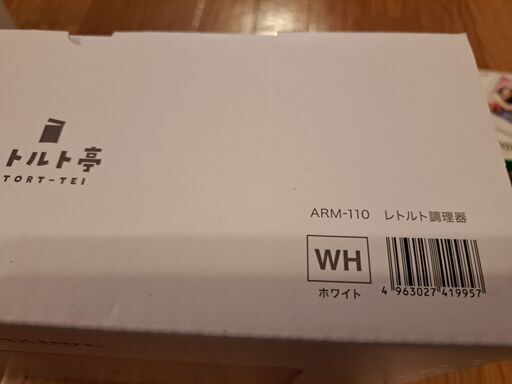 トルト亭
TORT-TEI
ARM-110 レトルト調理器
WH
ホワイト
4 963027 419957